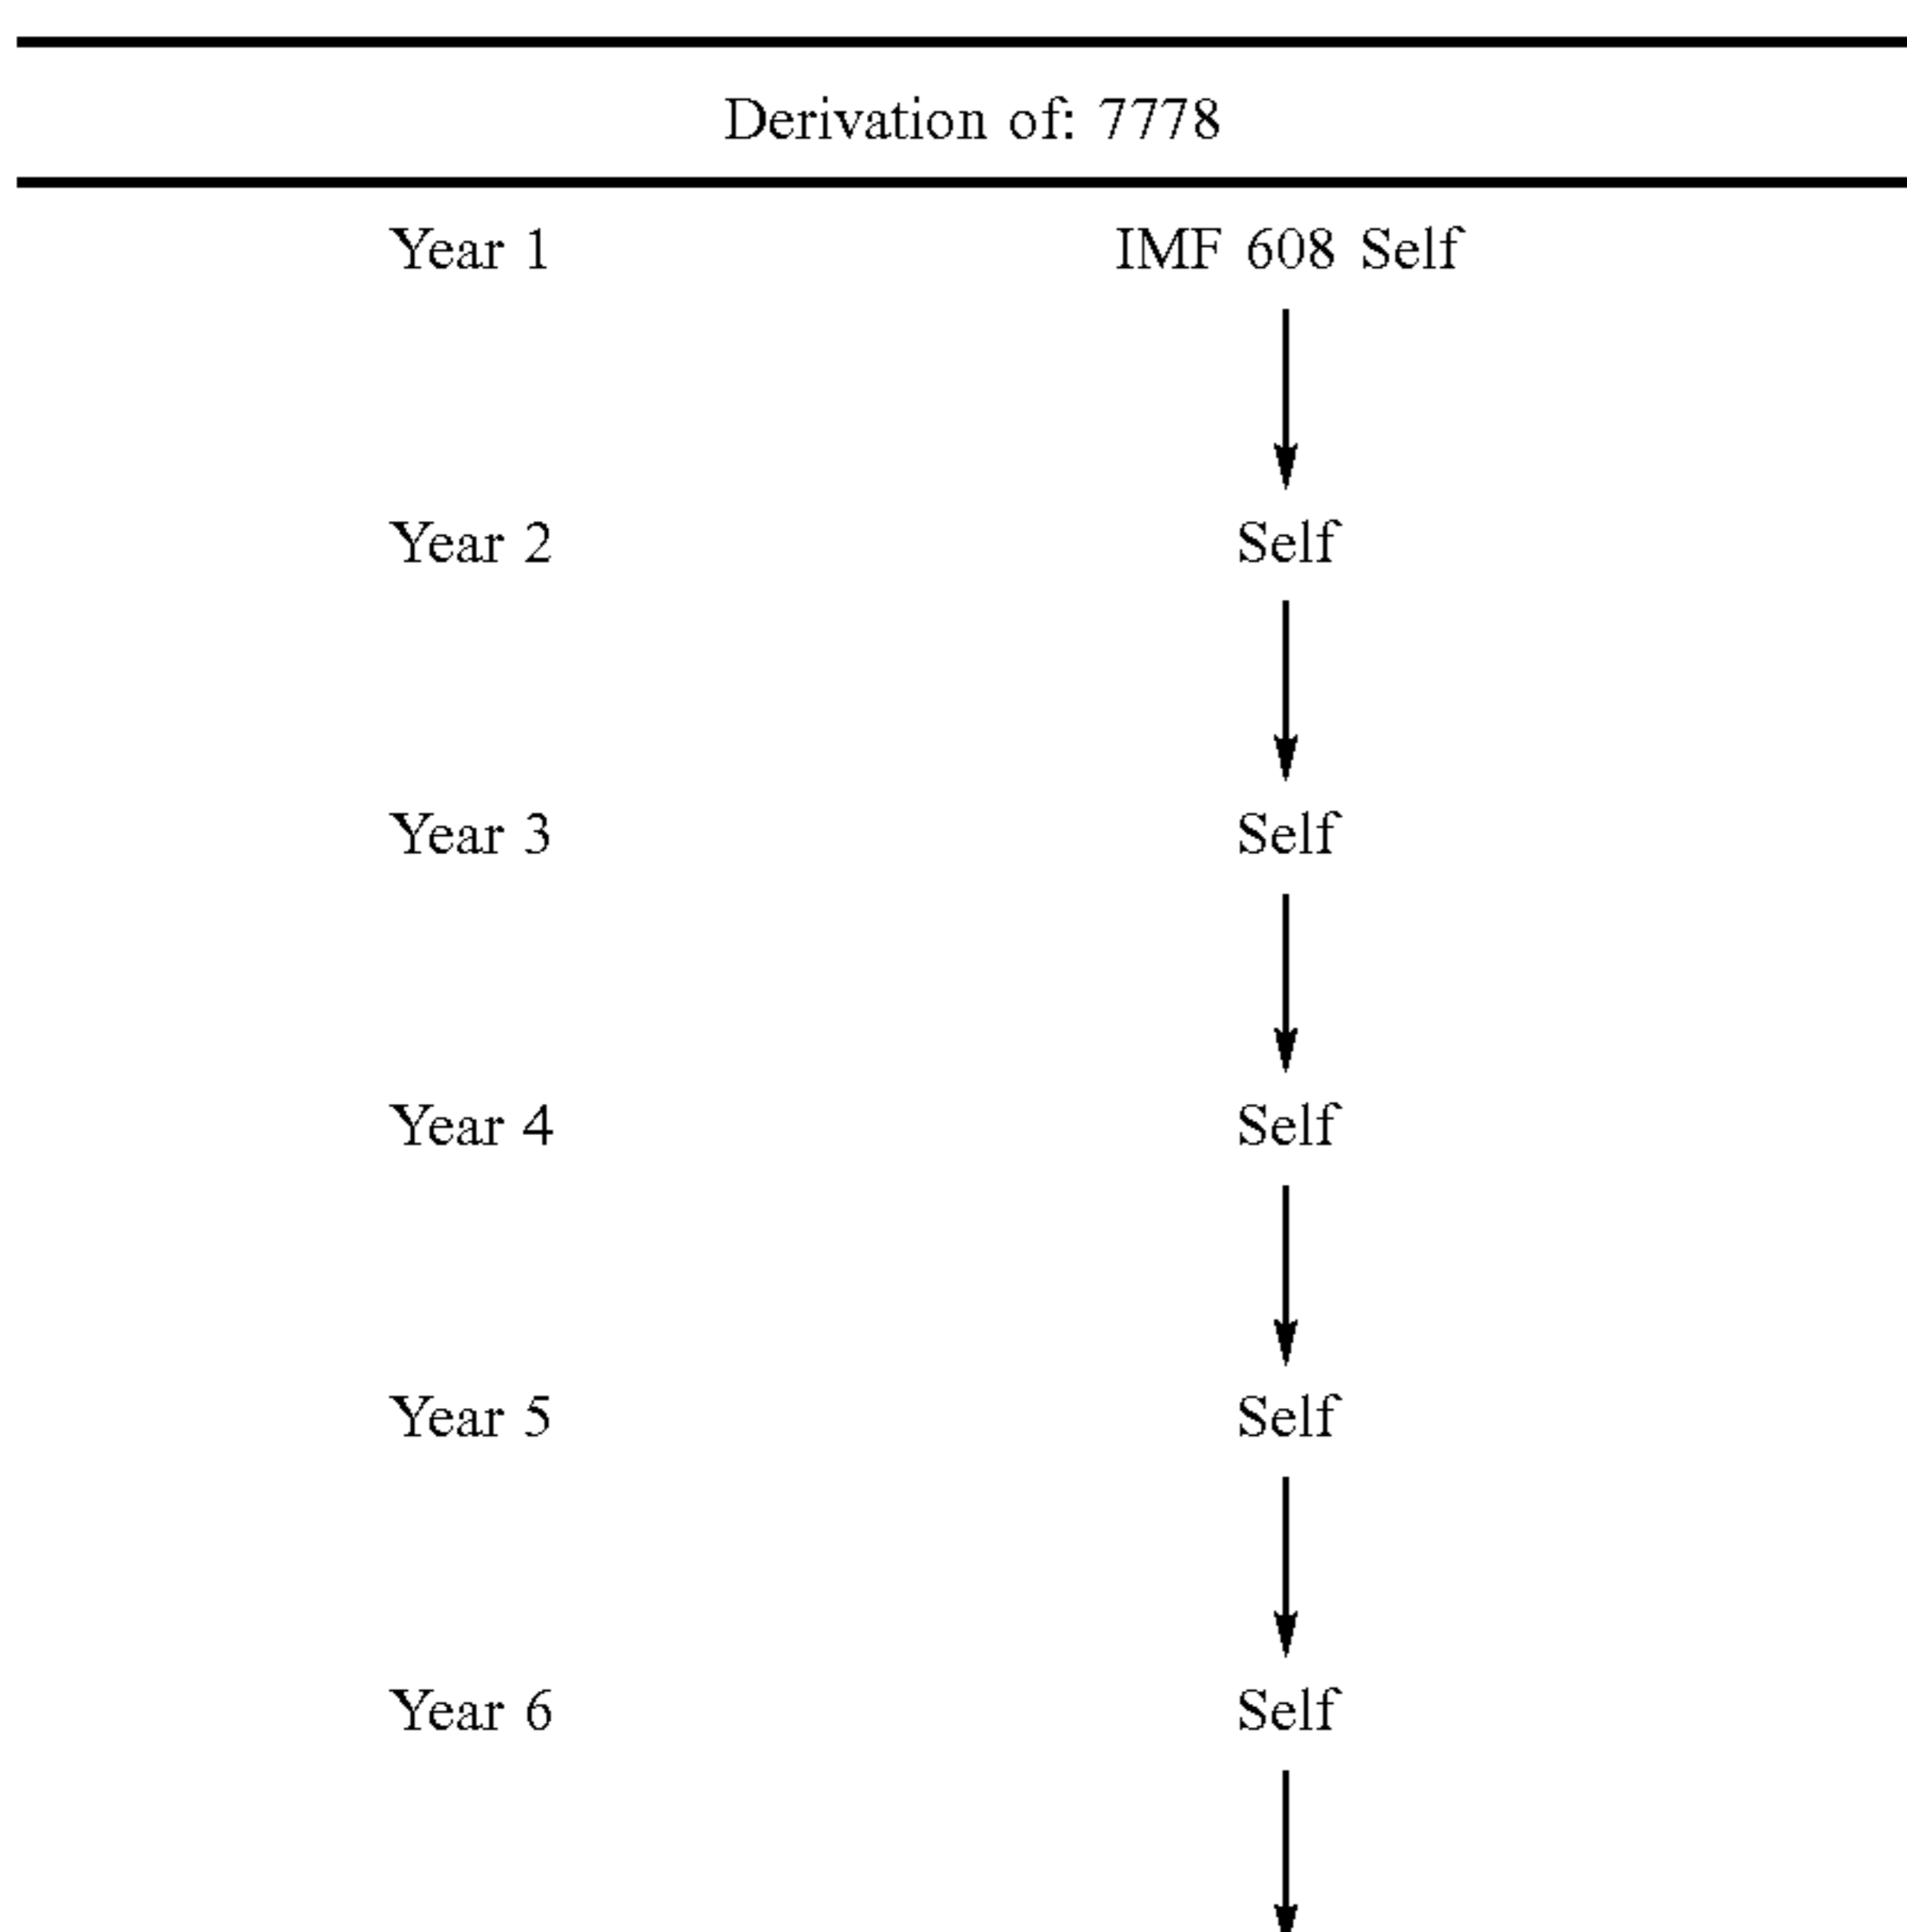 Derivation of: 7778
Year 1 IMF 608 Self
Year 2 Self
Year 3 Self
Year 4 Self
Year 5 Self
Year 6 Self